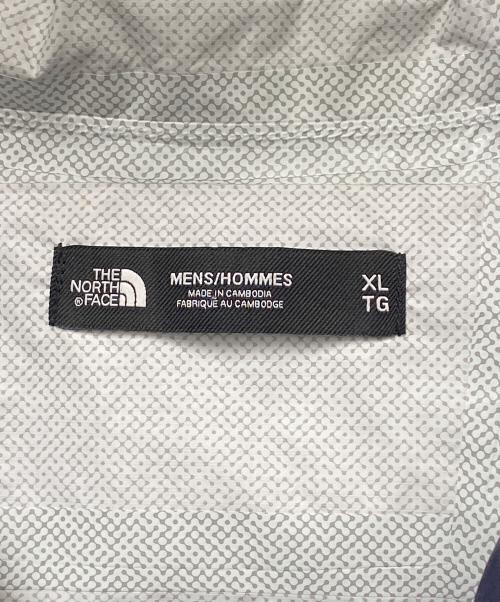 THE
NORTH
®FACE
MENS/HOMMES
MADE IN CAMBODIA
FABRIQUE AU CAMBODGE
XL
TG